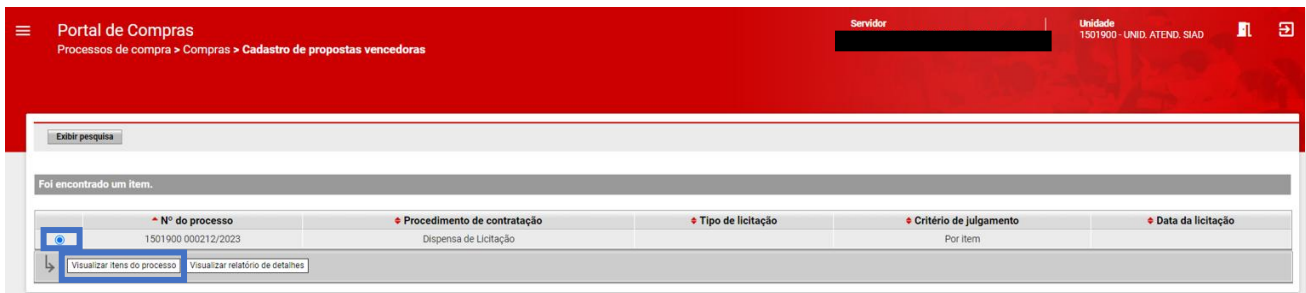 Portal de Compras
Processos de compra > Compras > Cadastro de propostas vencedoras
Servidor
Unidade
1501900 - UNID. ATEND. SIAD
Exibir pesquisa
Foi encontrado um item.
Nº do processo Procedimento de contratação Tipo de licitação Critério de julgamento Data da licitação
1501900 000212/2023 Dispensa de Licitação Por item
Visualizar itens do processo Visualizar relatório de detalhes